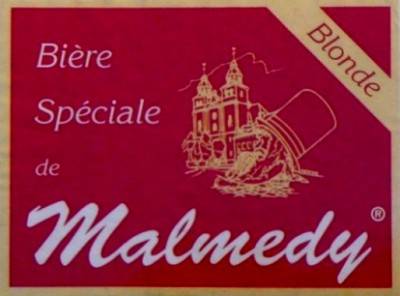 Blonde
Bière
Spéciale
de
Malmedy®